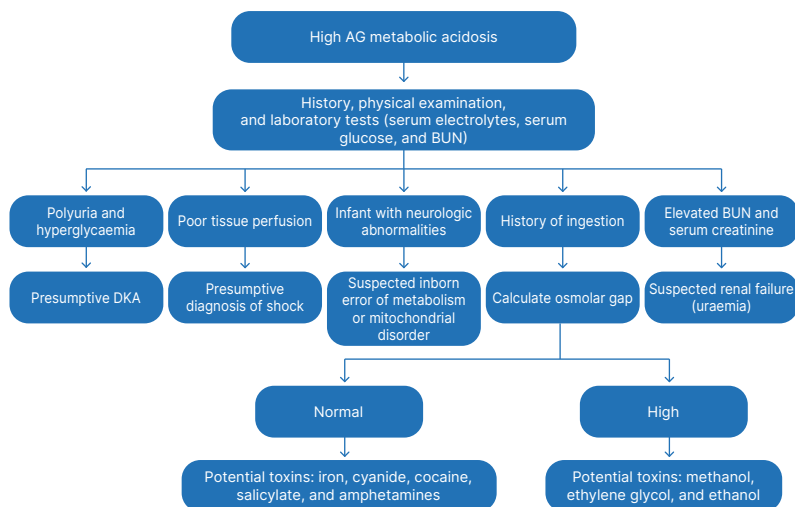 High AG metabolic acidosis
History, physical examination,
and laboratory tests (serum electrolytes, serum
glucose, and BUN)
Polyuria and
hyperglycaemia
Poor tissue perfusion
Infant with neurologic
abnormalities
History of ingestion
Elevated BUN and
serum creatinine
Presumptive DKA
Presumptive
diagnosis of shock
Suspected inborn
error of metabolism
or mitochondrial
disorder
Calculate osmolar gap
Suspected renal failure
(uraemia)
Normal
High
Potential toxins: iron, cyanide, cocaine,
salicylate, and amphetamines
Potential toxins: methanol,
ethylene glycol, and ethanol